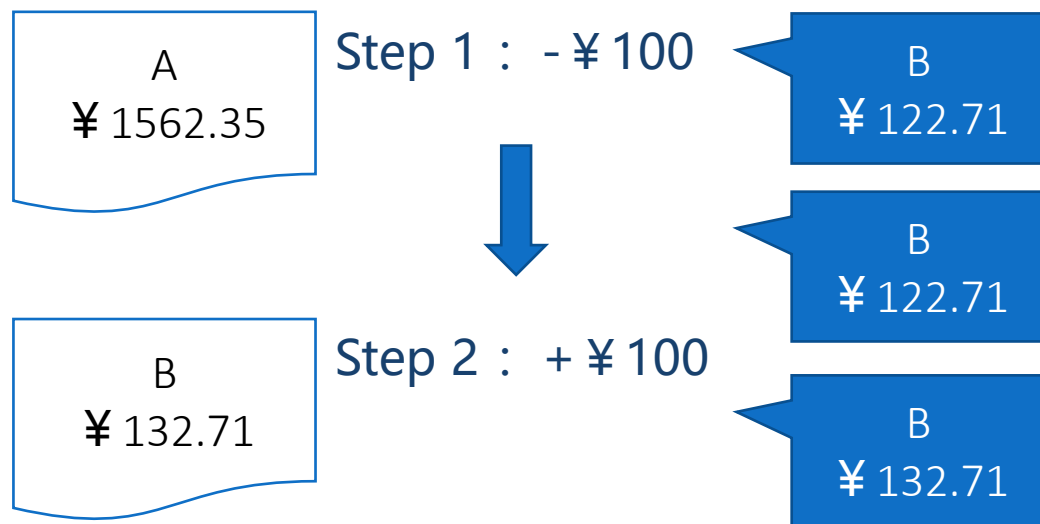 A
¥ 1562.35
Step 1： - ¥ 100
B
¥ 122.71
B
¥ 122.71
B
¥ 132.71
Step 2： + ¥ 100
B
¥ 132.71